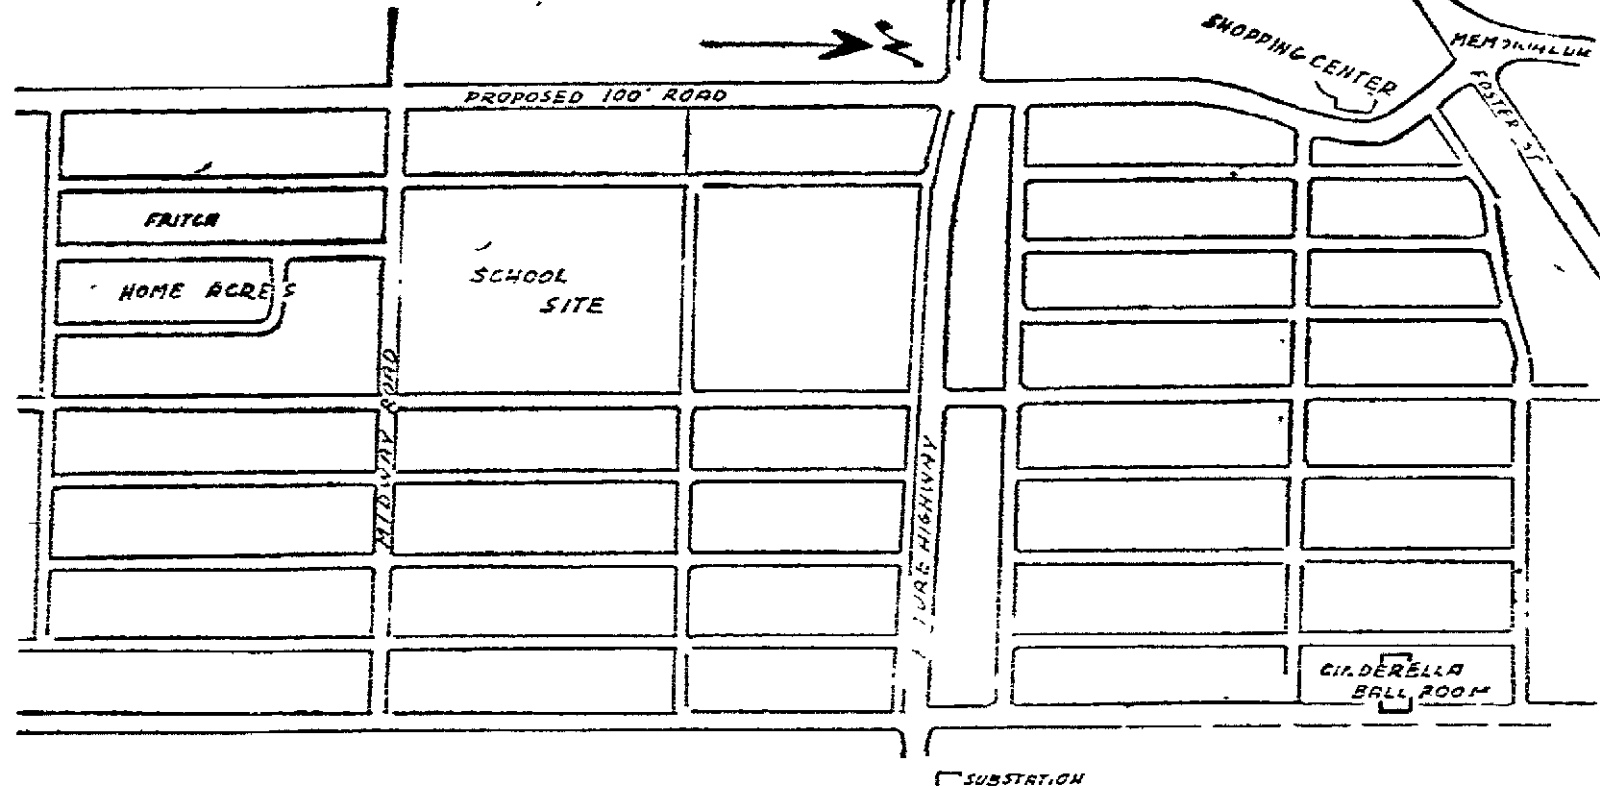 SHOPPING CENTER
FOSTER ST
PROPOSED 100' ROAD
FRITCH
HOME ACRES
SCHOOL
SITE
MIDWAY ROAD
HIGHWAY
CINDERELLA
BALL ROOM
SUBSTATION